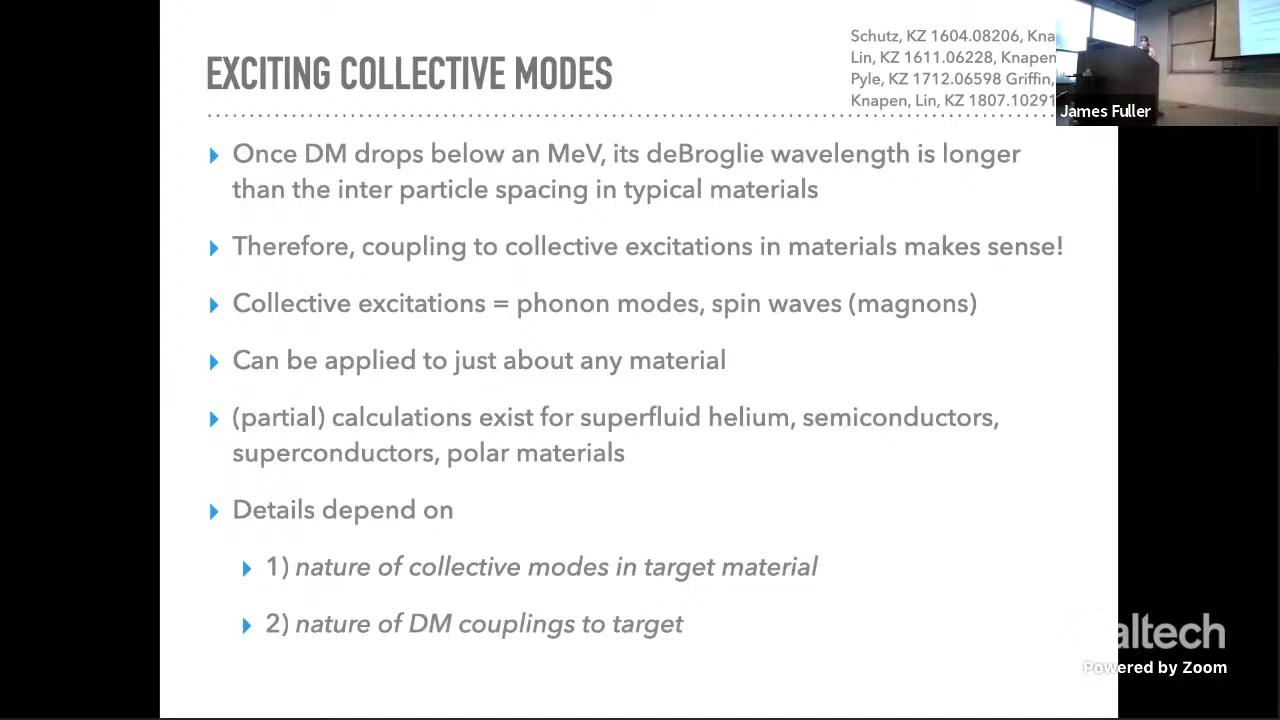 EXCITING COLLECTIVE MODES
Schutz, KZ 1604.08206, Kna
Lin, KZ 1611.06228, Knapen
Pyle, KZ 1712.06598 Griffin,
Knapen, Lin, KZ 1807.10291
James Fuller
Once DM drops below an MeV, its deBroglie wavelength is longer
than the inter particle spacing in typical materials
Therefore, coupling to collective excitations in materials makes sense!
Collective excitations = phonon modes, spin waves (magnons)
Can be applied to just about any material
(partial) calculations exist for superfluid helium, semiconductors,
superconductors, polar materials
Details depend on
1) nature of collective modes in target material
2) nature of DM couplings to target
altech
Powered by Zoom